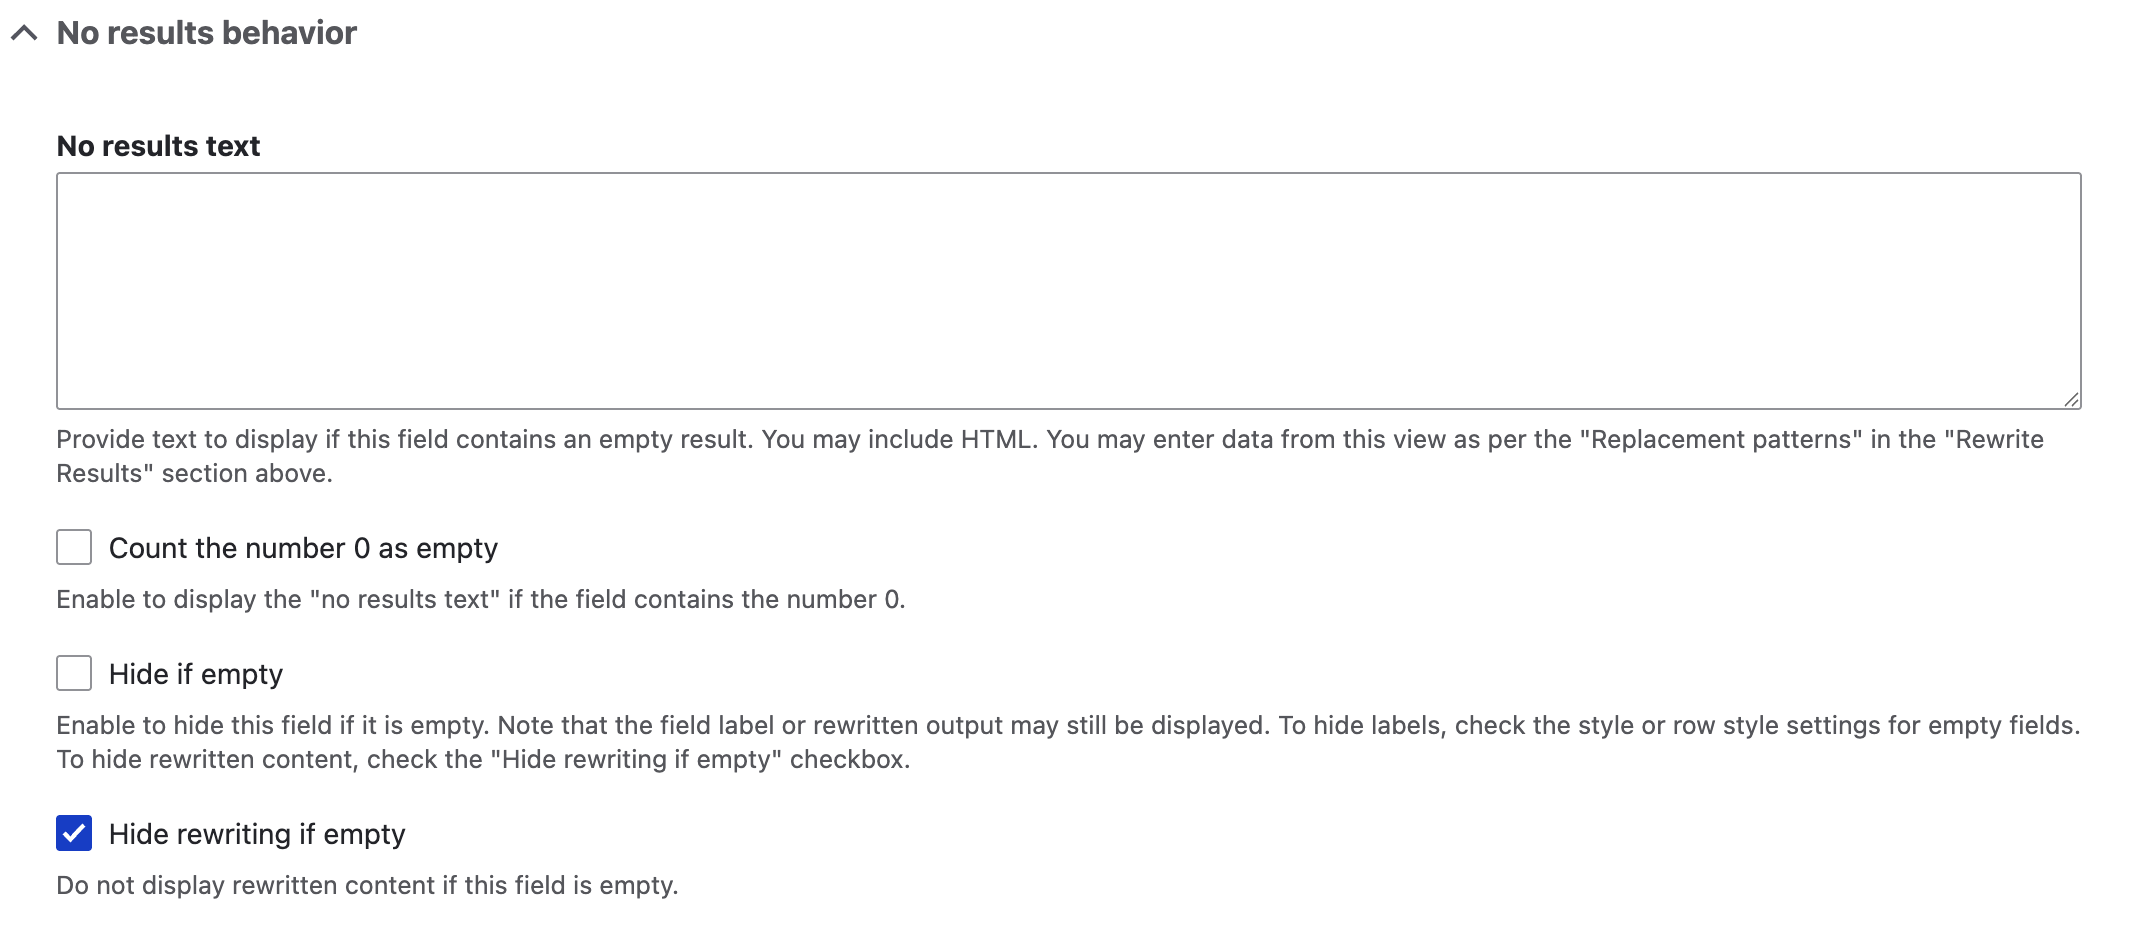 No results behavior
No results text
Provide text to display if this field contains an empty result. You may include HTML. You may enter data from this view as per the "Replacement patterns" in the "Rewrite
Results" section above.
Count the number 0 as empty
Enable to display the "no results text" if the field contains the number 0.
Hide if empty
Enable to hide this field if it is empty. Note that the field label or rewritten output may still be displayed. To hide labels, check the style or row style settings for empty fields.
To hide rewritten content, check the "Hide rewriting if empty" checkbox.
Hide rewriting if empty
Do not display rewritten content if this field is empty.